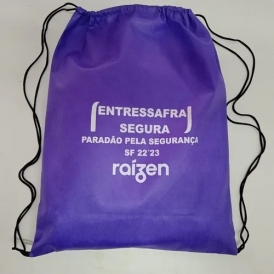 ENTRESSAFRA
SEGURA
PARADÃO PELA SEGURANÇA
SF 22'23
raízen